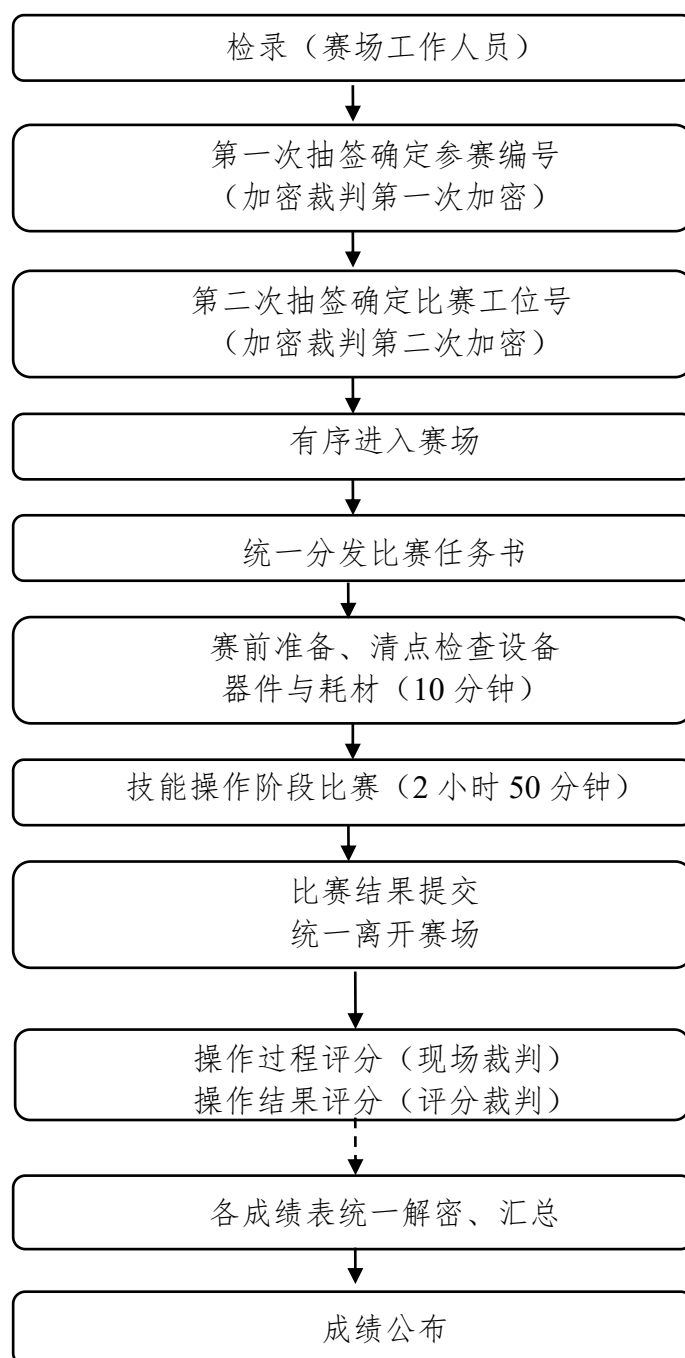 检录（赛场工作人员）
第一次抽签确定参赛编号
（加密裁判第一次加密）
第二次抽签确定比赛工位号
（加密裁判第二次加密）
有序进入赛场
统一分发比赛任务书
赛前准备、清点检查设备
器件与耗材（10 分钟）
技能操作阶段比赛（2 小时 50 分钟）
比赛结果提交
统一离开赛场
操作过程评分（现场裁判）
操作结果评分（评分裁判）
各成绩表统一解密、汇总
成绩公布